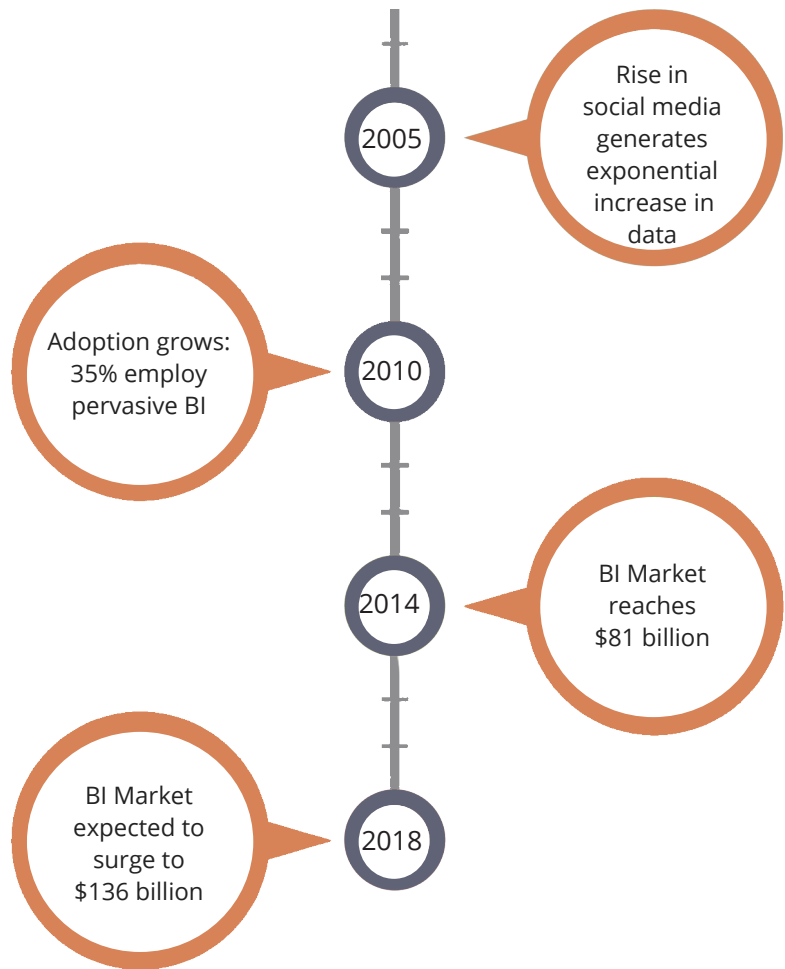 2005
Rise in
social media
generates
exponential
increase in
data
Adoption grows:
35% employ
pervasive BI
2010
2014
BI Market
reaches
$81 billion
BI Market
expected to
surge to
$136 billion
2018